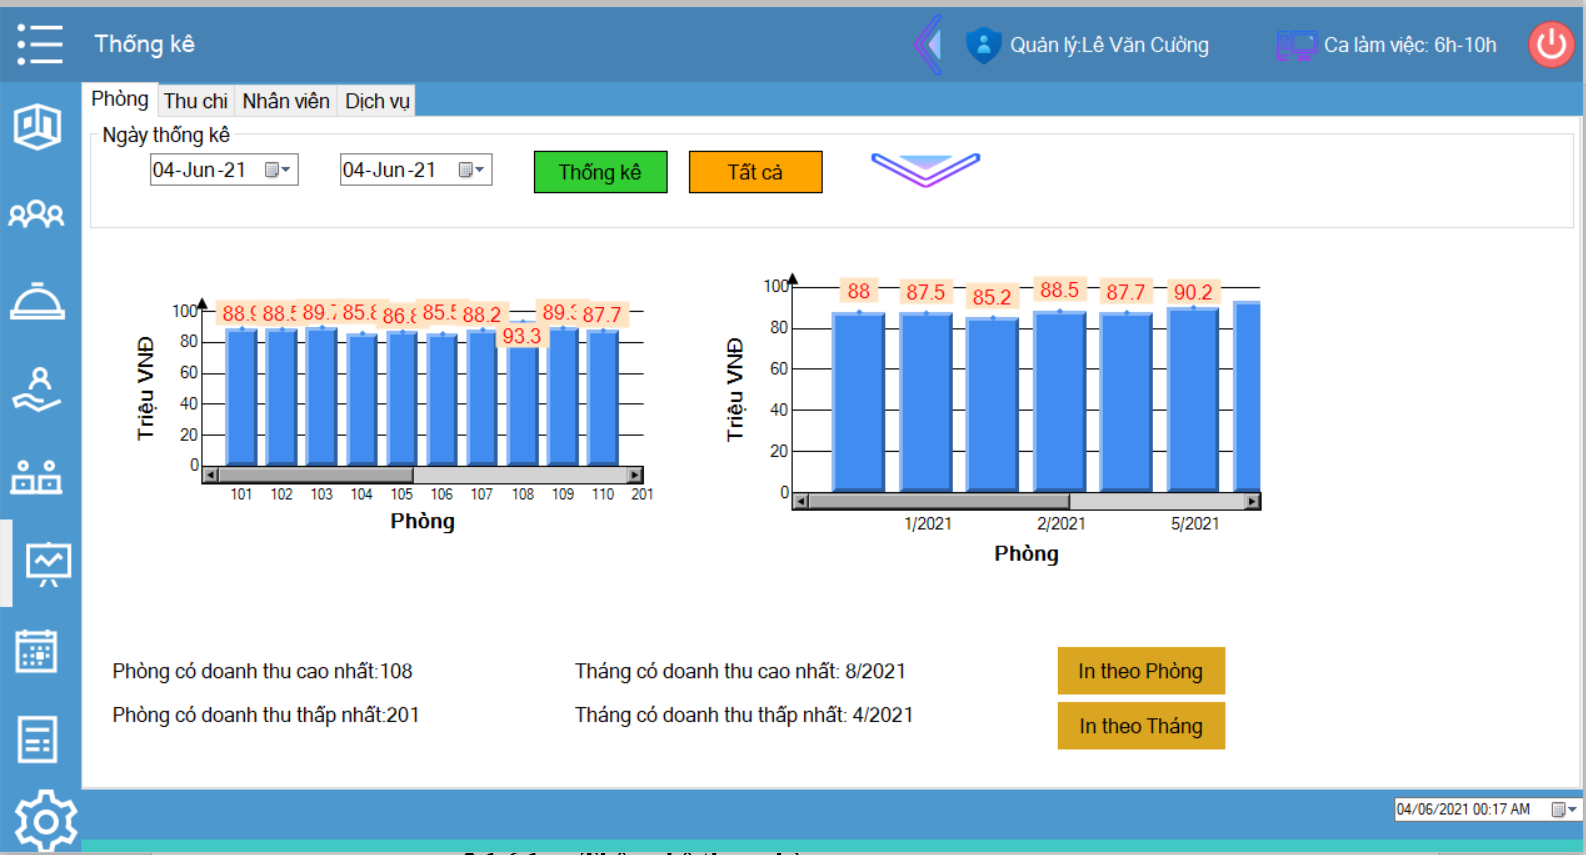 Thống kê
Quản lý:Lê Văn Cường
Ca làm việc: 6h-10h
Phòng Thu chi Nhân viên Dịch vụ
Ngày thống kê
04-Jun-21 04-Jun-21 Thống kê Tất cả
Triệu VNĐ
100
80
60
40
20
0
88.5 88.2 93.3 87.7
101 102 103 104 105 106 107 108 109 110 201
Phòng
Triệu VNĐ
100
80
60
40
20
0
88 87.5 85.2 88.5 87.7 90.2
1/2021 2/2021 5/2021
Phòng
Phòng có doanh thu cao nhất:108
Tháng có doanh thu cao nhất: 8/2021
In theo Phòng
Phòng có doanh thu thấp nhất:201
Tháng có doanh thu thấp nhất: 4/2021
In theo Tháng
04/06/2021 00:17 AM